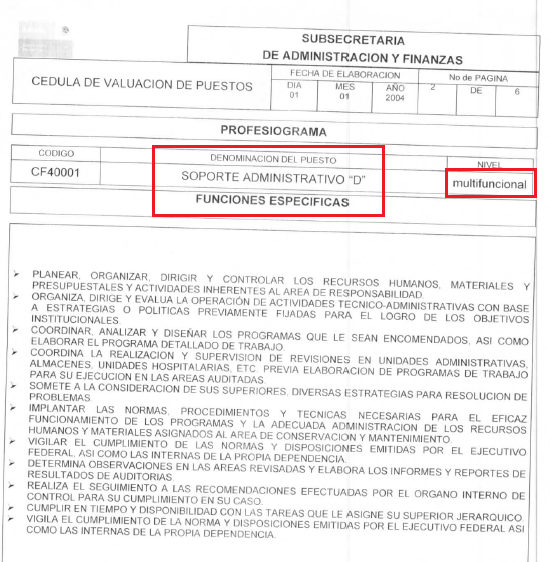 SUBSECRETARIA
DE ADMINISTRACION Y FINANZAS
CEDULA DE VALUACION DE PUESTOS
FECHA DE ELABORACION
No de PAGINA
DIA
MES
AÑO
2
DE
6
01
01
2004
PROFESIOGRAMA
CODIGO
DENOMINACION DEL PUESTO
NIVEL
CF40001
SOPORTE ADMINISTRATIVO "D"
multifuncional
FUNCIONES ESPECIFICAS
➢ PLANEAR, ORGANIZAR, DIRIGIR Y CONTROLAR LOS RECURSOS HUMANOS, MATERIALES Y
PRESUPUESTALES Y ACTIVIDADES INHERENTES AL AREA DE RESPONSABILIDAD.
➢ ORGANIZA, DIRIGE Y EVALUA LA OPERACIÓN DE ACTIVIDADES TECNICO-ADMINISTRATIVAS CON BASE
A ESTRATEGIAS O POLITICAS PREVIAMENTE FIJADAS PARA EL LOGRO DE LOS OBJETIVOS
INSTITUCIONALES.
➢ COORDINAR, ANALIZAR Y DISEÑAR LOS PROGRAMAS QUE LE SEAN ENCOMENDADOS, ASI COMO
ELABORAR EL PROGRAMA DETALLADO DE TRABAJO.
➢ COORDINA LA REALIZACION Y SUPERVISION DE REVISIONES EN UNIDADES ADMINISTRATIVAS,
ALMACENES, UNIDADES HOSPITALARIAS, ETC. PREVIA ELABORACION DE PROGRAMAS DE TRABAJO
PARA SU EJECUCION EN LAS AREAS AUDITADAS.
➢ SOMETE A LA CONSIDERACION DE SUS SUPERIORES, DIVERSAS ESTRATEGIAS PARA RESOLUCION DE
PROBLEMAS.
➢ IMPLANTAR LAS NORMAS, PROCEDIMIENTOS Y TECNICAS NECESARIAS PARA EL EFICAZ
FUNCIONAMIENTO DE LOS PROGRAMAS Y LA ADECUADA ADMINISTRACION DE LOS RECURSOS
HUMANOS Y MATERIALES ASIGNADOS AL AREA DE CONSERVACION Y MANTENIMIENTO.
➢ VIGILAR EL CUMPLIMIENTO DE LAS NORMAS Y DISPOSICIONES EMITIDAS POR EL EJECUTIVO
FEDERAL, ASI COMO LAS INTERNAS DE LA PROPIA DEPENDENCIA.
➢ DETERMINA OBSERVACIONES EN LAS AREAS REVISADAS Y ELABORA LOS INFORMES Y REPORTES DE
RESULTADOS DE AUDITORIAS.
➢ REALIZA EL SEGUIMIENTO A LAS RECOMENDACIONES EFECTUADAS POR EL ORGANO INTERNO DE
CONTROL PARA SU CUMPLIMIENTO EN SU CASO.
➢ CUMPLIR EN TIEMPO Y DISPONIBILIDAD CON LAS TAREAS QUE LE ASIGNE SU SUPERIOR JERARQUICO.
➢ VIGILA EL CUMPLIMIENTO DE LA NORMA Y DISPOSICIONES EMITIDAS POR EL EJECUTIVO FEDERAL ASI
COMO LAS INTERNAS DE LA PROPIA DEPENDENCIA.